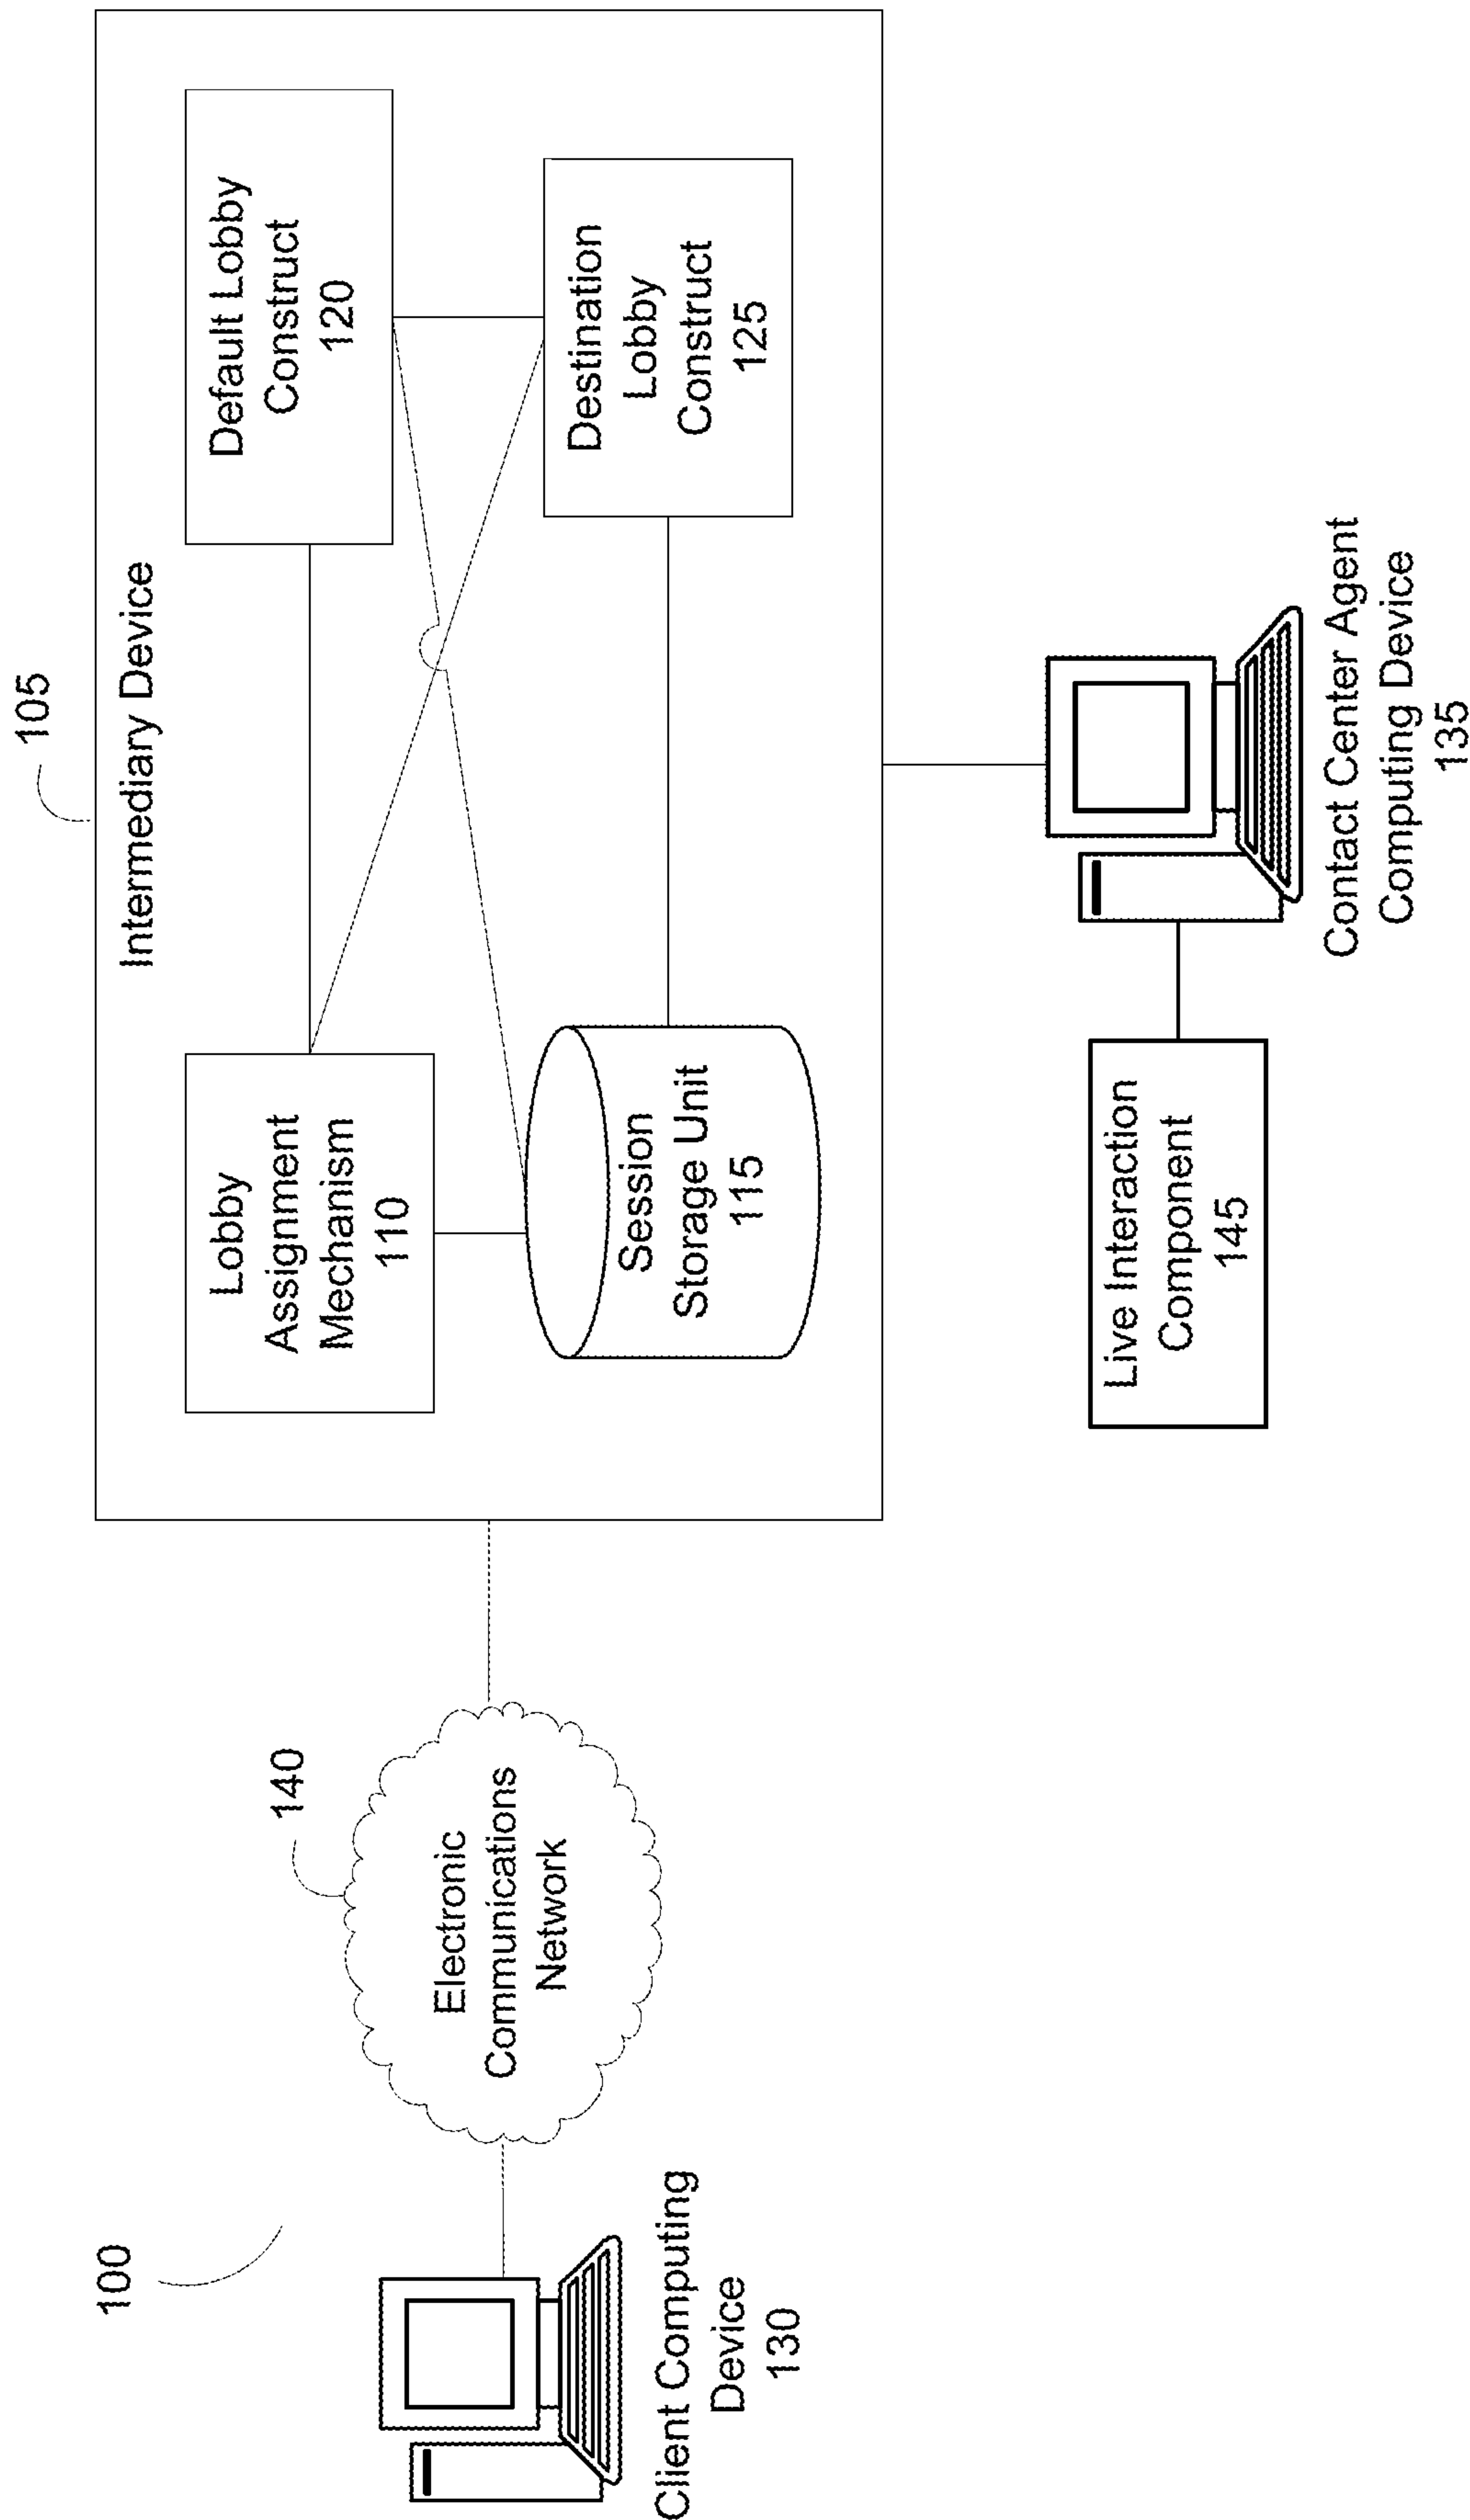 100
140
105
Intermediary Device
Lobby
Assignment
Mechanism
110
Default Lobby
Construct
120
Session
Storage Unit
115
Destination
Lobby
Construct
125
Electronic
Communications
Network
Client Computing
Device
130
Live Interaction
Component
145
Contact Center Agent
Computing Device
135